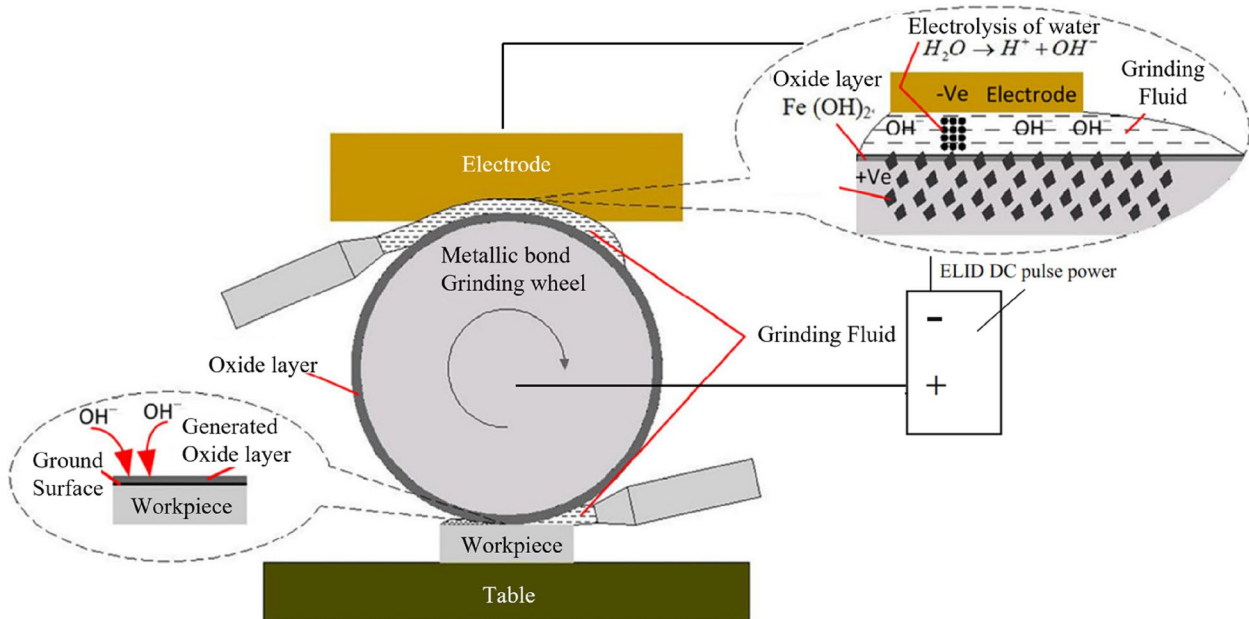 Electrolysis of water
H₂O → H⁺ + OH⁻
Oxide layer
Fe (OH)₂.
Grinding
Fluid
-Ve Electrode
OH⁻ OH⁻ OH⁻
+Ve
Electrode
Metallic bond
Grinding wheel
ELID DC pulse power
-
+
Grinding Fluid
Oxide layer
OH⁻ OH⁻
Generated
Oxide layer
Ground
Surface
Workpiece
Workpiece
Table